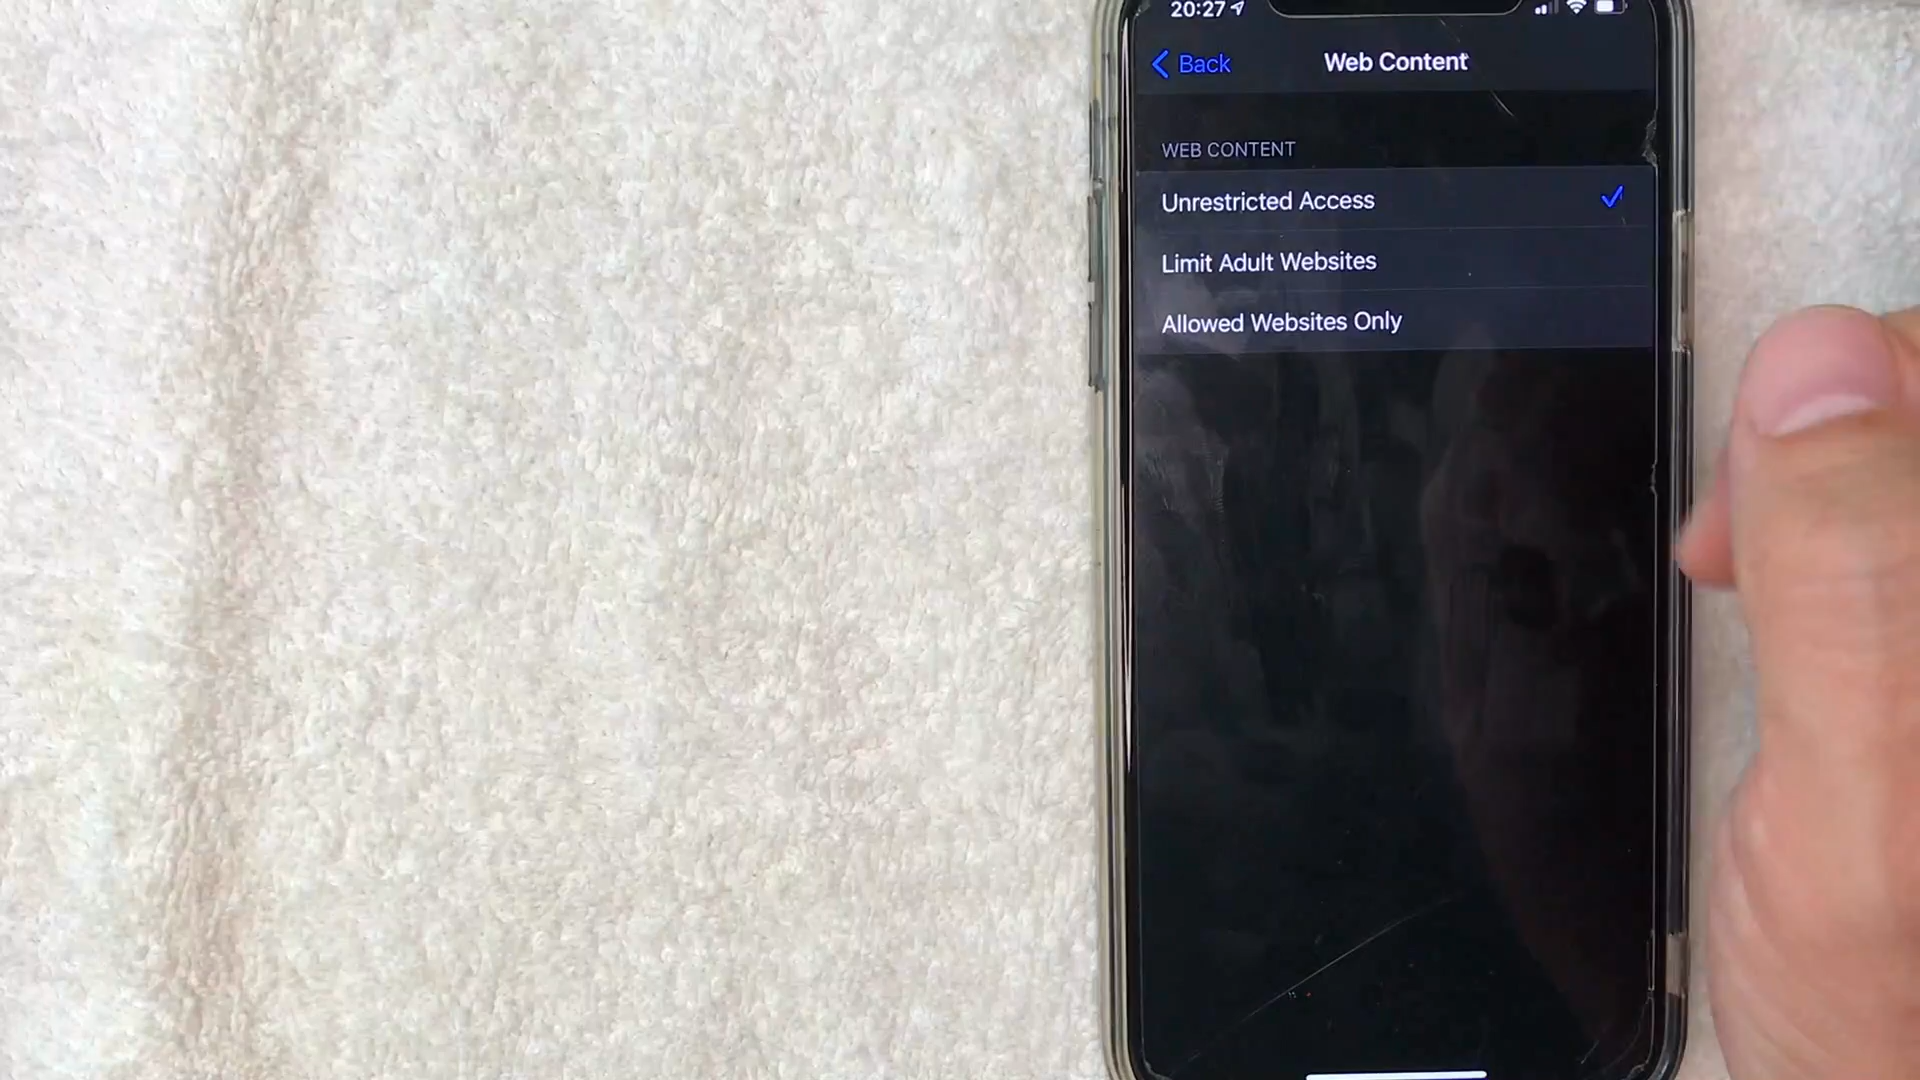 20:27
Back
Web Content
WEB CONTENT
Unrestricted Access
Limit Adult Websites
Allowed Websites Only